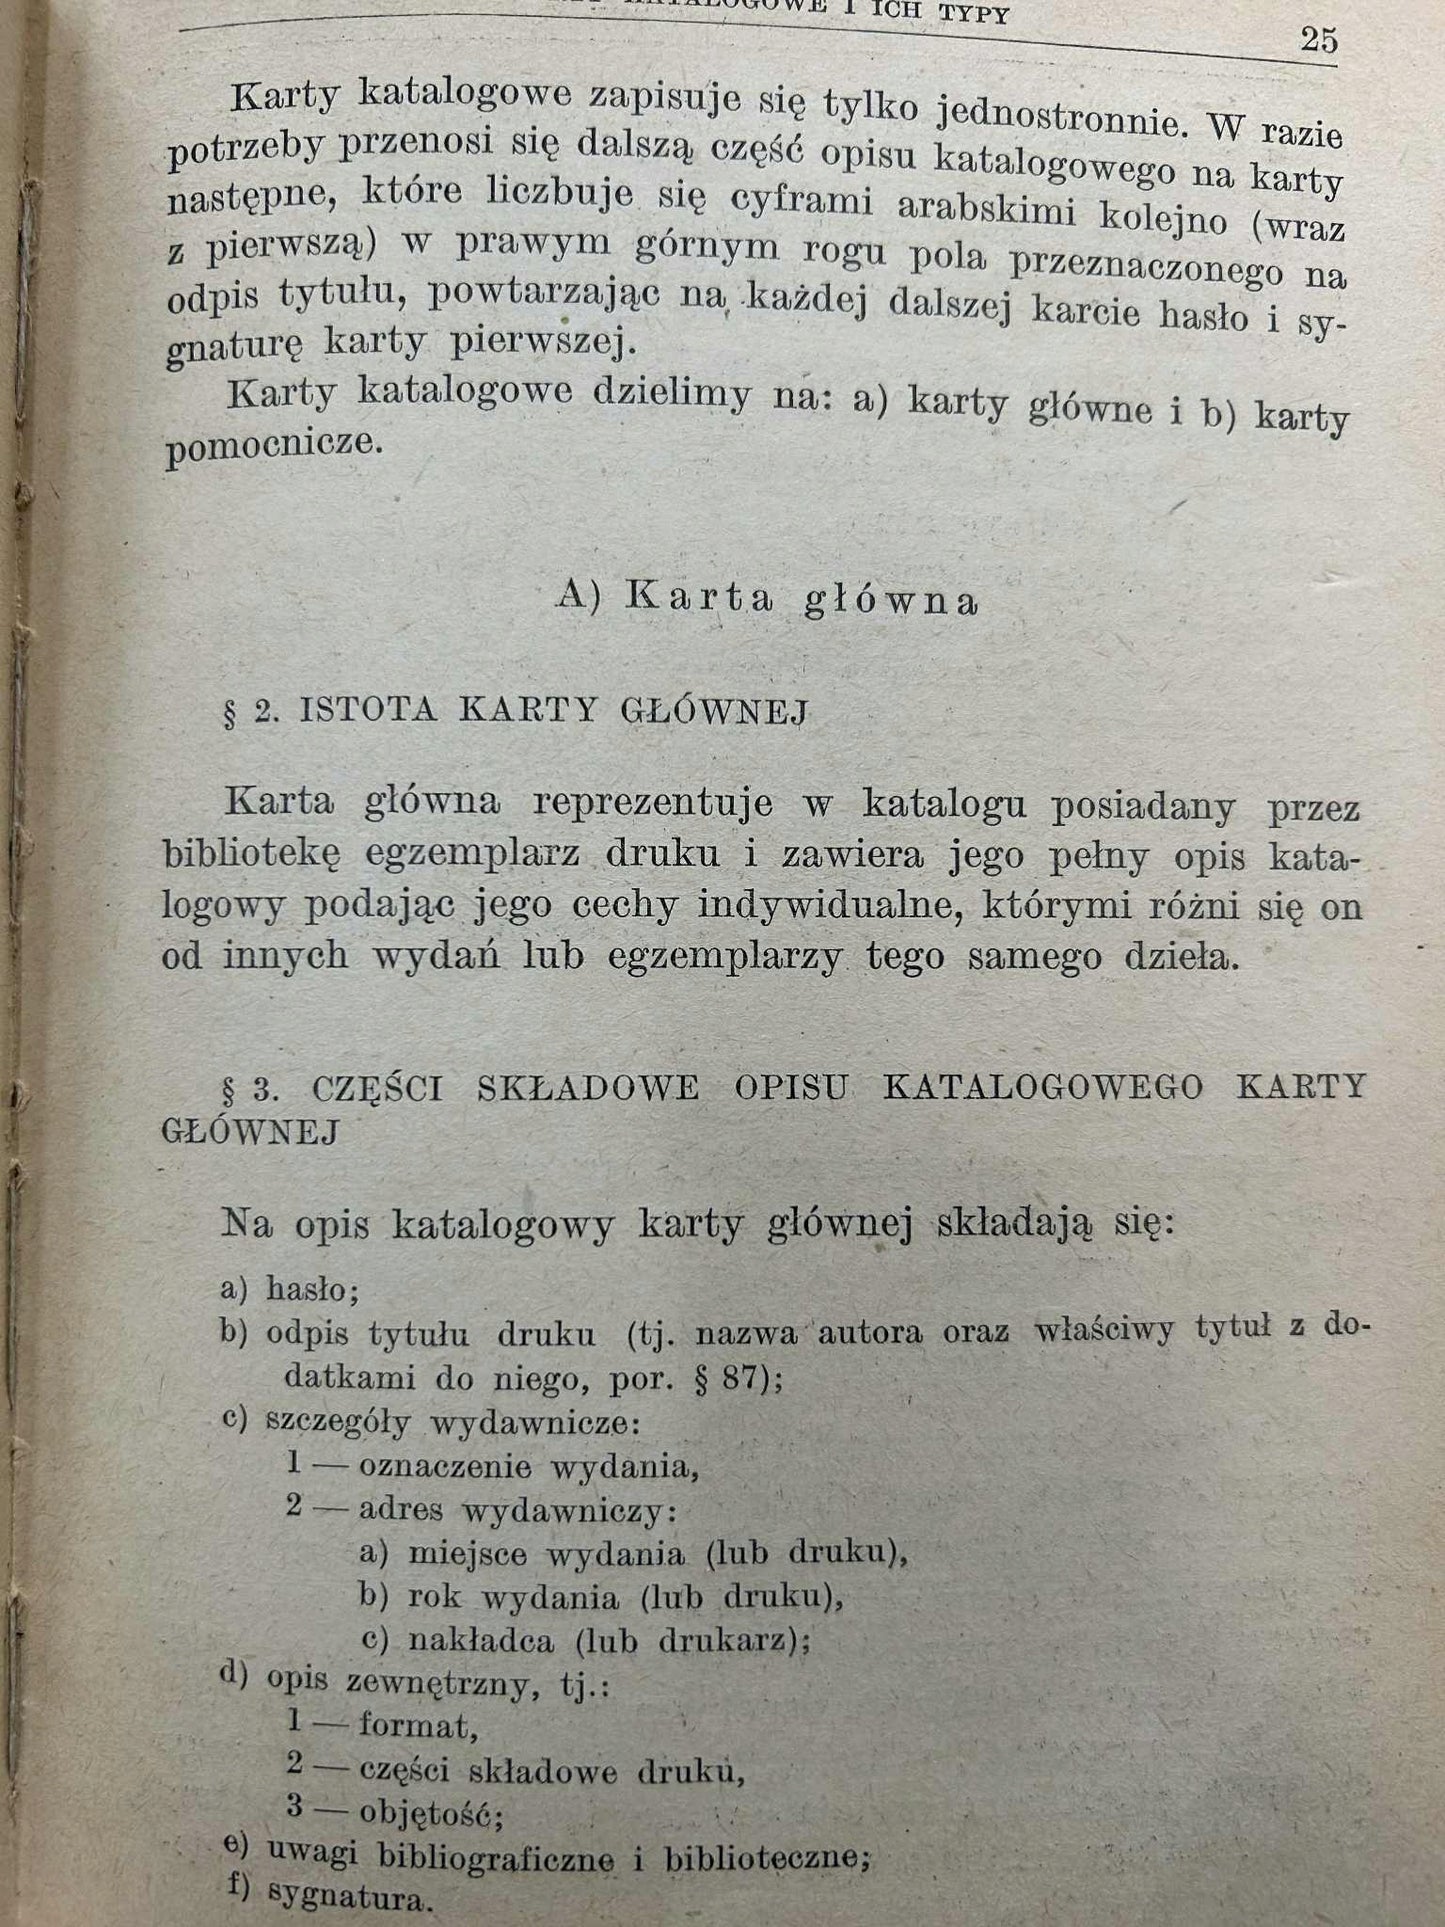 KATALOGOWE I ICH TYPY
25
Karty katalogowe zapisuje się tylko jednostronnie. W razie
potrzeby przenosi się dalszą część opisu katalogowego na karty
następne, które liczbuje się cyframi arabskimi kolejno (wraz
z pierwszą) w prawym górnym rogu pola przeznaczonego na
odpis tytułu, powtarzając na każdej dalszej karcie hasło i sy-
gnaturę karty pierwszej.
Karty katalogowe dzielimy na: a) karty główne i b) karty
pomocnicze.
A) Karta główna
§ 2. ISTOTA KARTY GŁÓWNEJ
Karta główna reprezentuje w katalogu posiadany przez
bibliotekę egzemplarz druku i zawiera jego pełny opis kata-
logowy podając jego cechy indywidualne, którymi różni się on
od innych wydań lub egzemplarzy tego samego dzieła.
§ 3. CZĘŚCI SKŁADOWE OPISU KATALOGOWEGO KARTY
GŁÓWNEJ
Na opis katalogowy karty głównej składają się:
a) hasło;
b) odpis tytułu druku (tj. nazwa autora oraz właściwy tytuł z do-
datkami do niego, por. § 87);
c) szczegóły wydawnicze:
1 — oznaczenie wydania,
2 — adres wydawniczy:
a) miejsce wydania (lub druku),
b) rok wydania (lub druku),
c) nakładca (lub drukarz);
d) opis zewnętrzny, tj.:
1 — format,
2 — części składowe druku,
3 — objętość;
e) uwagi bibliograficzne i biblioteczne;
f) sygnatura.